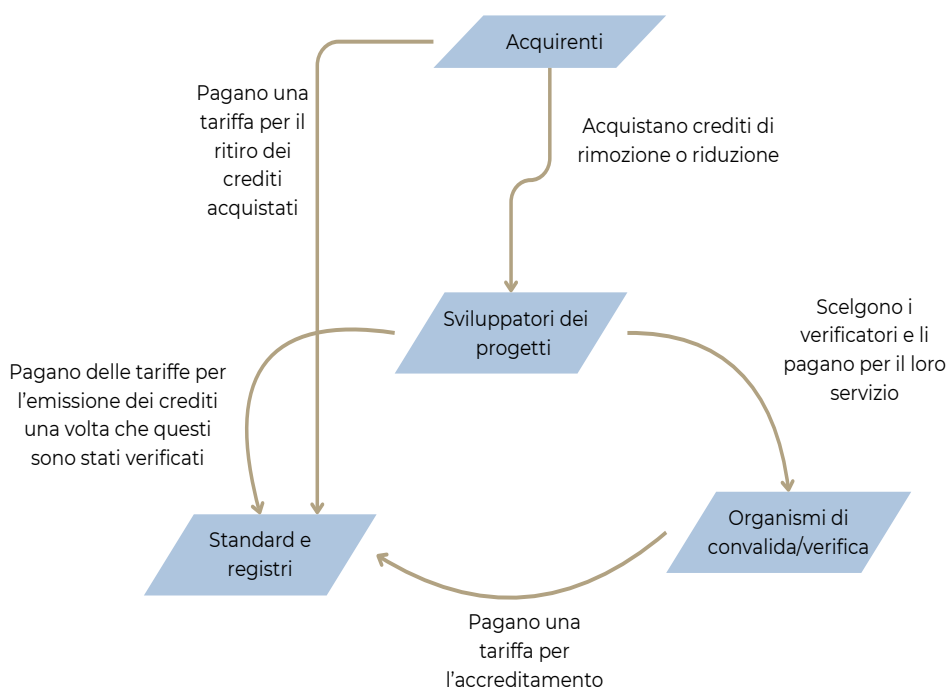 Acquirenti
Pagano una
tariffa per il
ritiro dei
crediti
acquistati
Acquistano crediti di
rimozione o riduzione
Sviluppatori dei
progetti
Scelgono i
verificatori e li
pagano per il loro
servizio
Pagano delle tariffe per
l'emissione dei crediti
una volta che questi
sono stati verificati
Standard e
registri
Organismi di
convalida/verifica
Pagano una
tariffa per
l'accreditamento